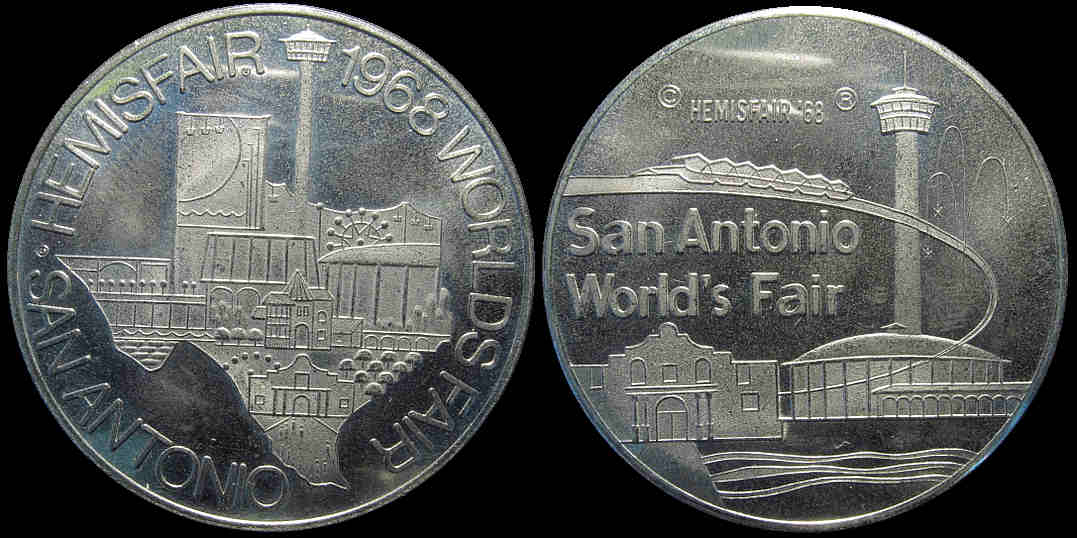 HEMISFAIR® 1968 WORLDS FAIR
• SAN ANTONIO
© HEMISFAIR '68 ®
San Antonio
World's Fair